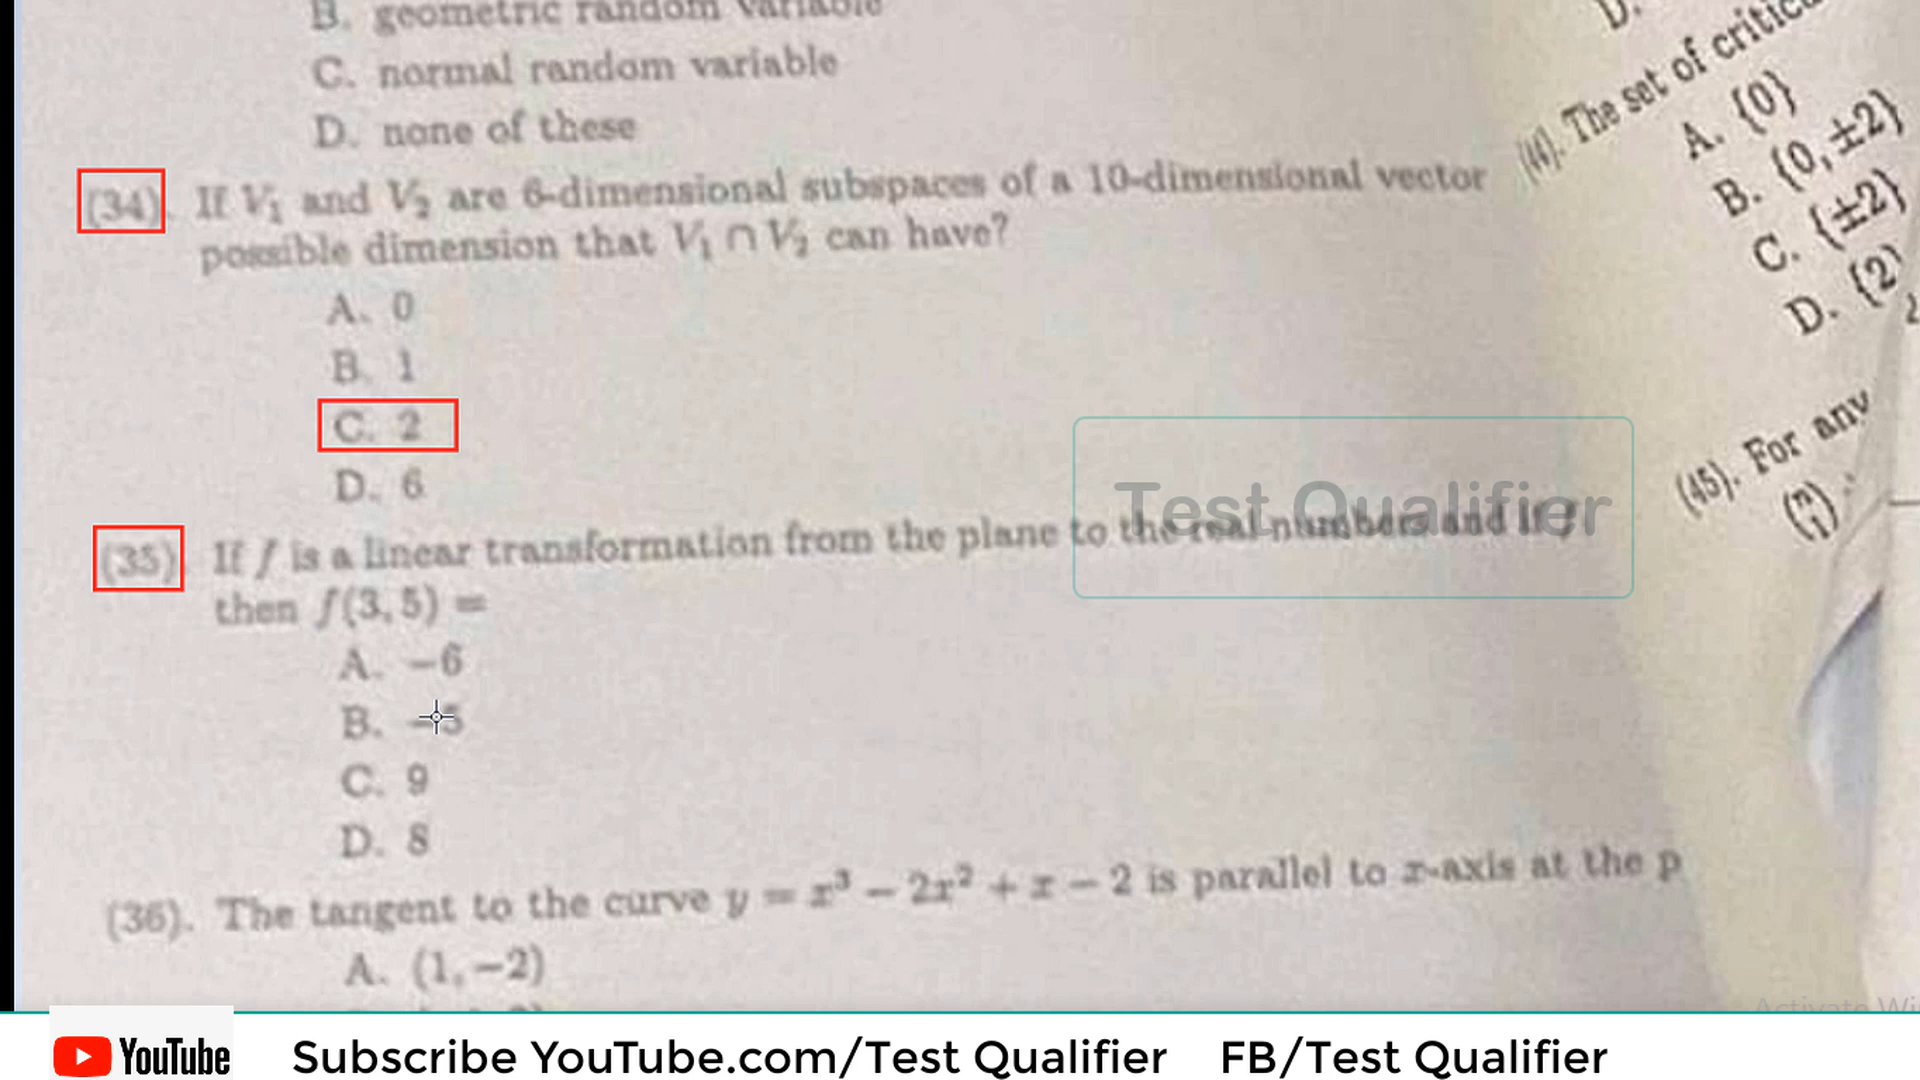 B. geometric random variable
C. normal random variable
D. none of these
(34). If V₁ and V₂ are 6-dimensional subspaces of a 10-dimensional vector
possible dimension that V₁ ∩ V₂ can have?
A. 0
B. 1
C. 2
D. 6
(35). If f is a linear transformation from the plane to the real numbers and if f
then f(3, 5) =
A. −6
B. −5
C. 9
D. 8
(36). The tangent to the curve y = x³ − 2x² + x − 2 is parallel to x-axis at the p
A. (1, −2)
D.
(44). The set of critic
A. {0}
B. {0, ±2}
C. {±2}
D. {2}
(45). For any
(n 1)
Test Qualifier
YouTube
Subscribe YouTube.com/Test Qualifier FB/Test Qualifier